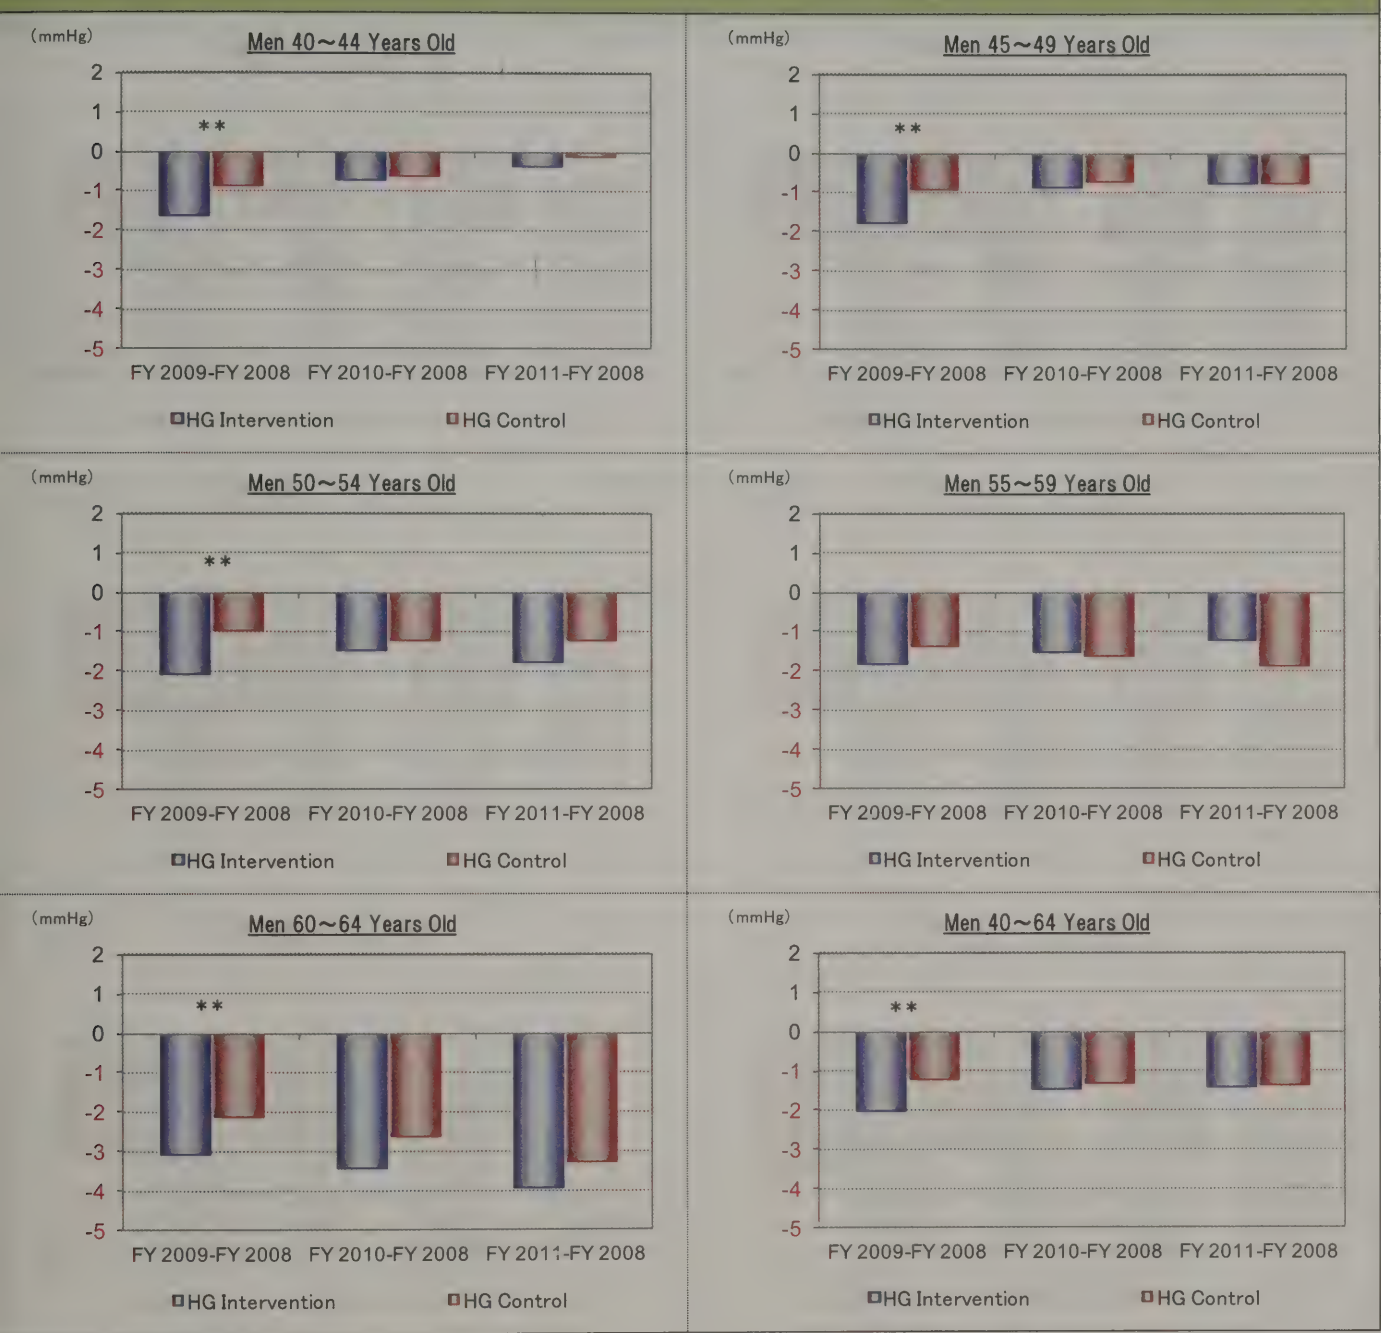 (mmHg)
Men 40～44 Years Old
2
1
**
0
-1
-2
-3
-4
-5
FY 2009-FY 2008 FY 2010-FY 2008 FY 2011-FY 2008
HG Intervention HG Control
(mmHg)
Men 45～49 Years Old
2
1
**
0
-1
-2
-3
-4
-5
FY 2009-FY 2008 FY 2010-FY 2008 FY 2011-FY 2008
HG Intervention HG Control
(mmHg)
Men 50～54 Years Old
2
1
**
0
-1
-2
-3
-4
-5
FY 2009-FY 2008 FY 2010-FY 2008 FY 2011-FY 2008
HG Intervention HG Control
(mmHg)
Men 55～59 Years Old
2
1
0
-1
-2
-3
-4
-5
FY 2009-FY 2008 FY 2010-FY 2008 FY 2011-FY 2008
HG Intervention HG Control
(mmHg)
Men 60～64 Years Old
2
1
**
0
-1
-2
-3
-4
-5
FY 2009-FY 2008 FY 2010-FY 2008 FY 2011-FY 2008
HG Intervention HG Control
(mmHg)
Men 40～64 Years Old
2
1
**
0
-1
-2
-3
-4
-5
FY 2009-FY 2008 FY 2010-FY 2008 FY 2011-FY 2008
HG Intervention HG Control